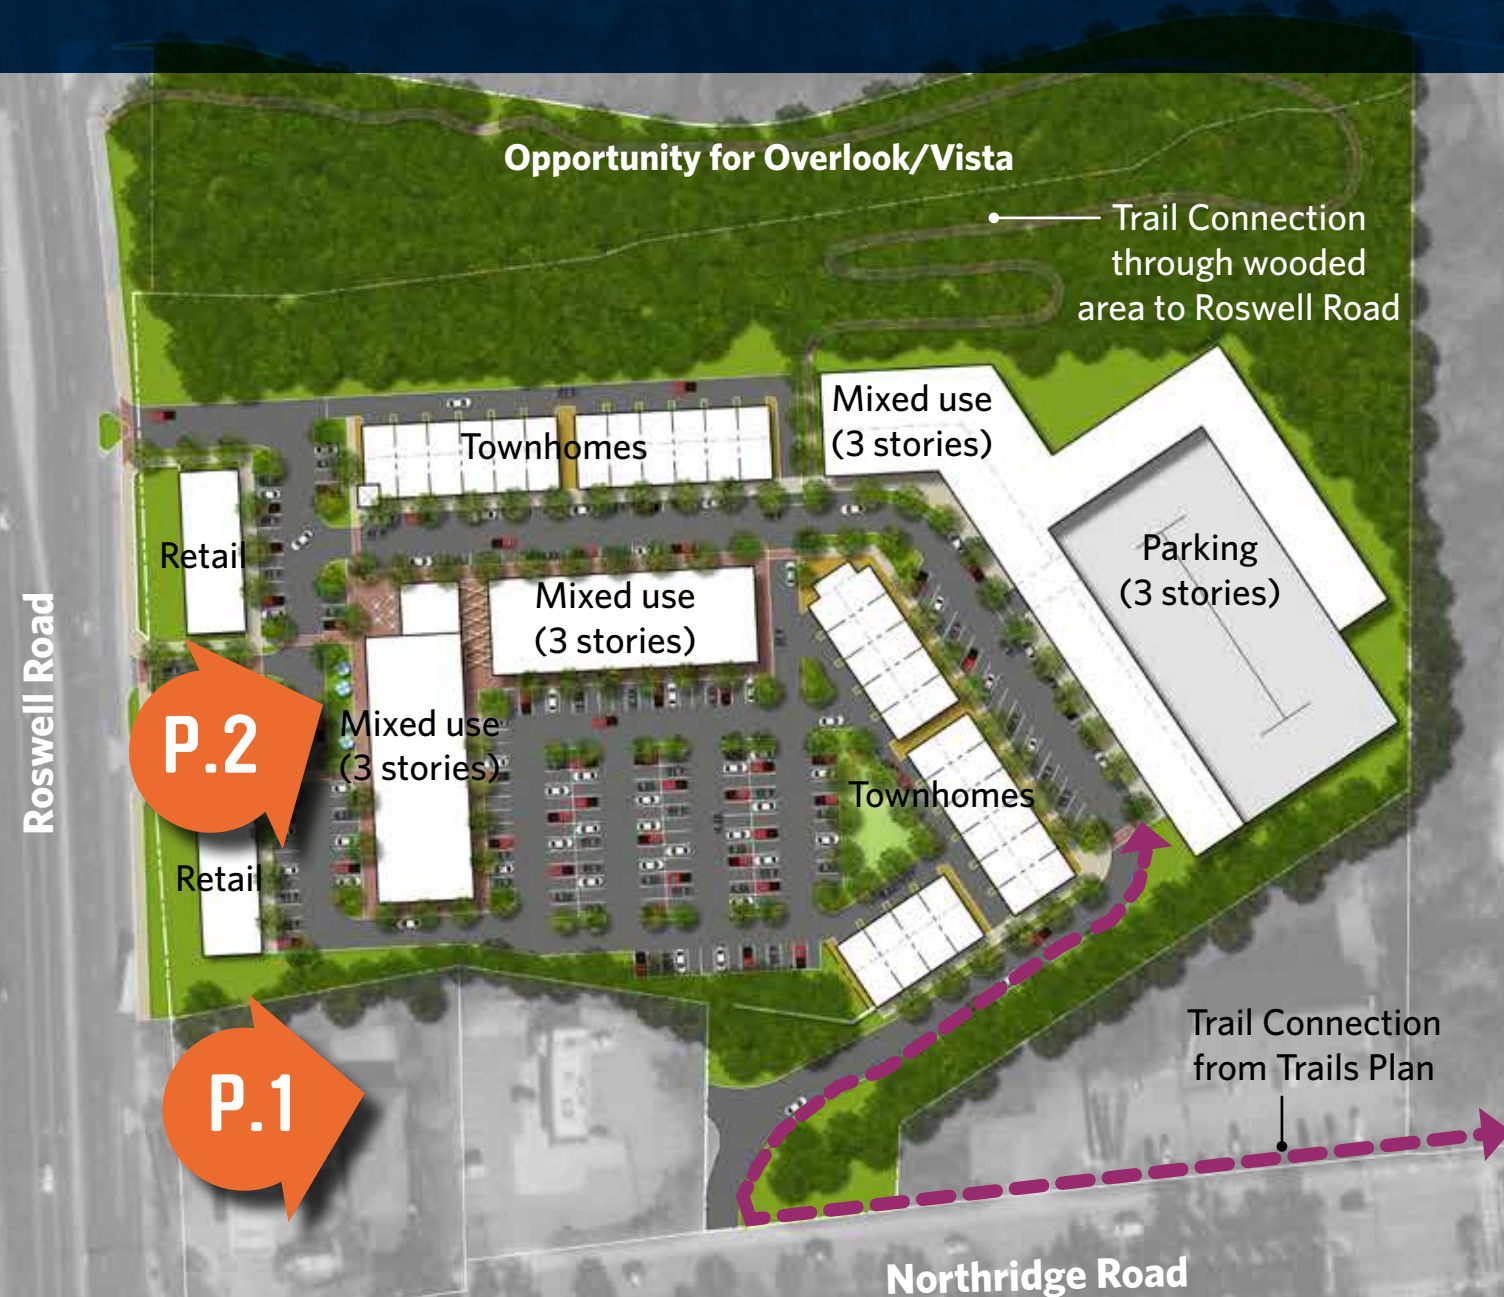 Opportunity for Overlook/Vista
Trail Connection
through wooded
area to Roswell Road
Mixed use
(3 stories)
Townhomes
Retail
Parking
(3 stories)
Mixed use
(3 stories)
Roswell Road
P.2
Mixed use
(3 stories)
Townhomes
Retail
Trail Connection
from Trails Plan
P.1
Northridge Road